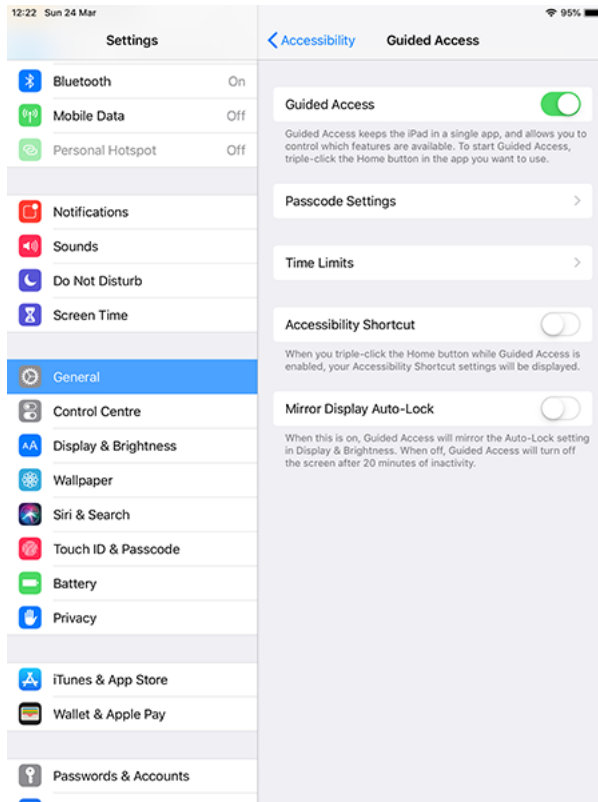 12:22 Sun 24 Mar
95%
Settings
Bluetooth On
Mobile Data Off
Personal Hotspot Off
Notifications
Sounds
Do Not Disturb
Screen Time
General
Control Centre
AA Display & Brightness
Wallpaper
Siri & Search
Touch ID & Passcode
Battery
Privacy
iTunes & App Store
Wallet & Apple Pay
Passwords & Accounts
Accessibility
Guided Access
Guided Access
Guided Access keeps the iPad in a single app, and allows you to
control which features are available. To start Guided Access,
triple-click the Home button in the app you want to use.
Passcode Settings
Time Limits
Accessibility Shortcut
When you triple-click the Home button while Guided Access is
enabled, your Accessibility Shortcut settings will be displayed.
Mirror Display Auto-Lock
When this is on, Guided Access will mirror the Auto-Lock setting
in Display & Brightness. When off, Guided Access will turn off
the screen after 20 minutes of inactivity.